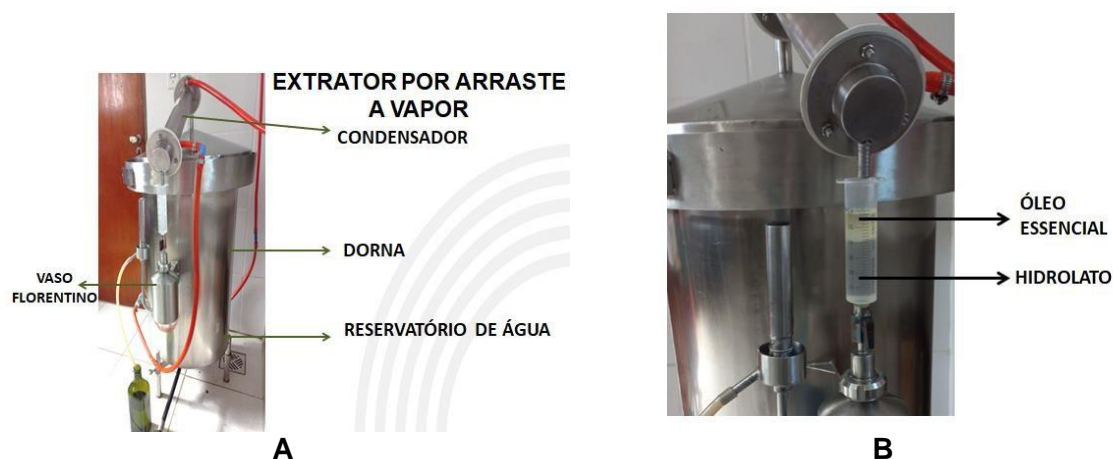 EXTRATOR POR ARRASTE
A VAPOR
CONDENSADOR
DORNA
VASO
FLORENTINO
RESERVATÓRIO DE ÁGUA
A
ÓLEO
ESSENCIAL
HIDROLATO
B